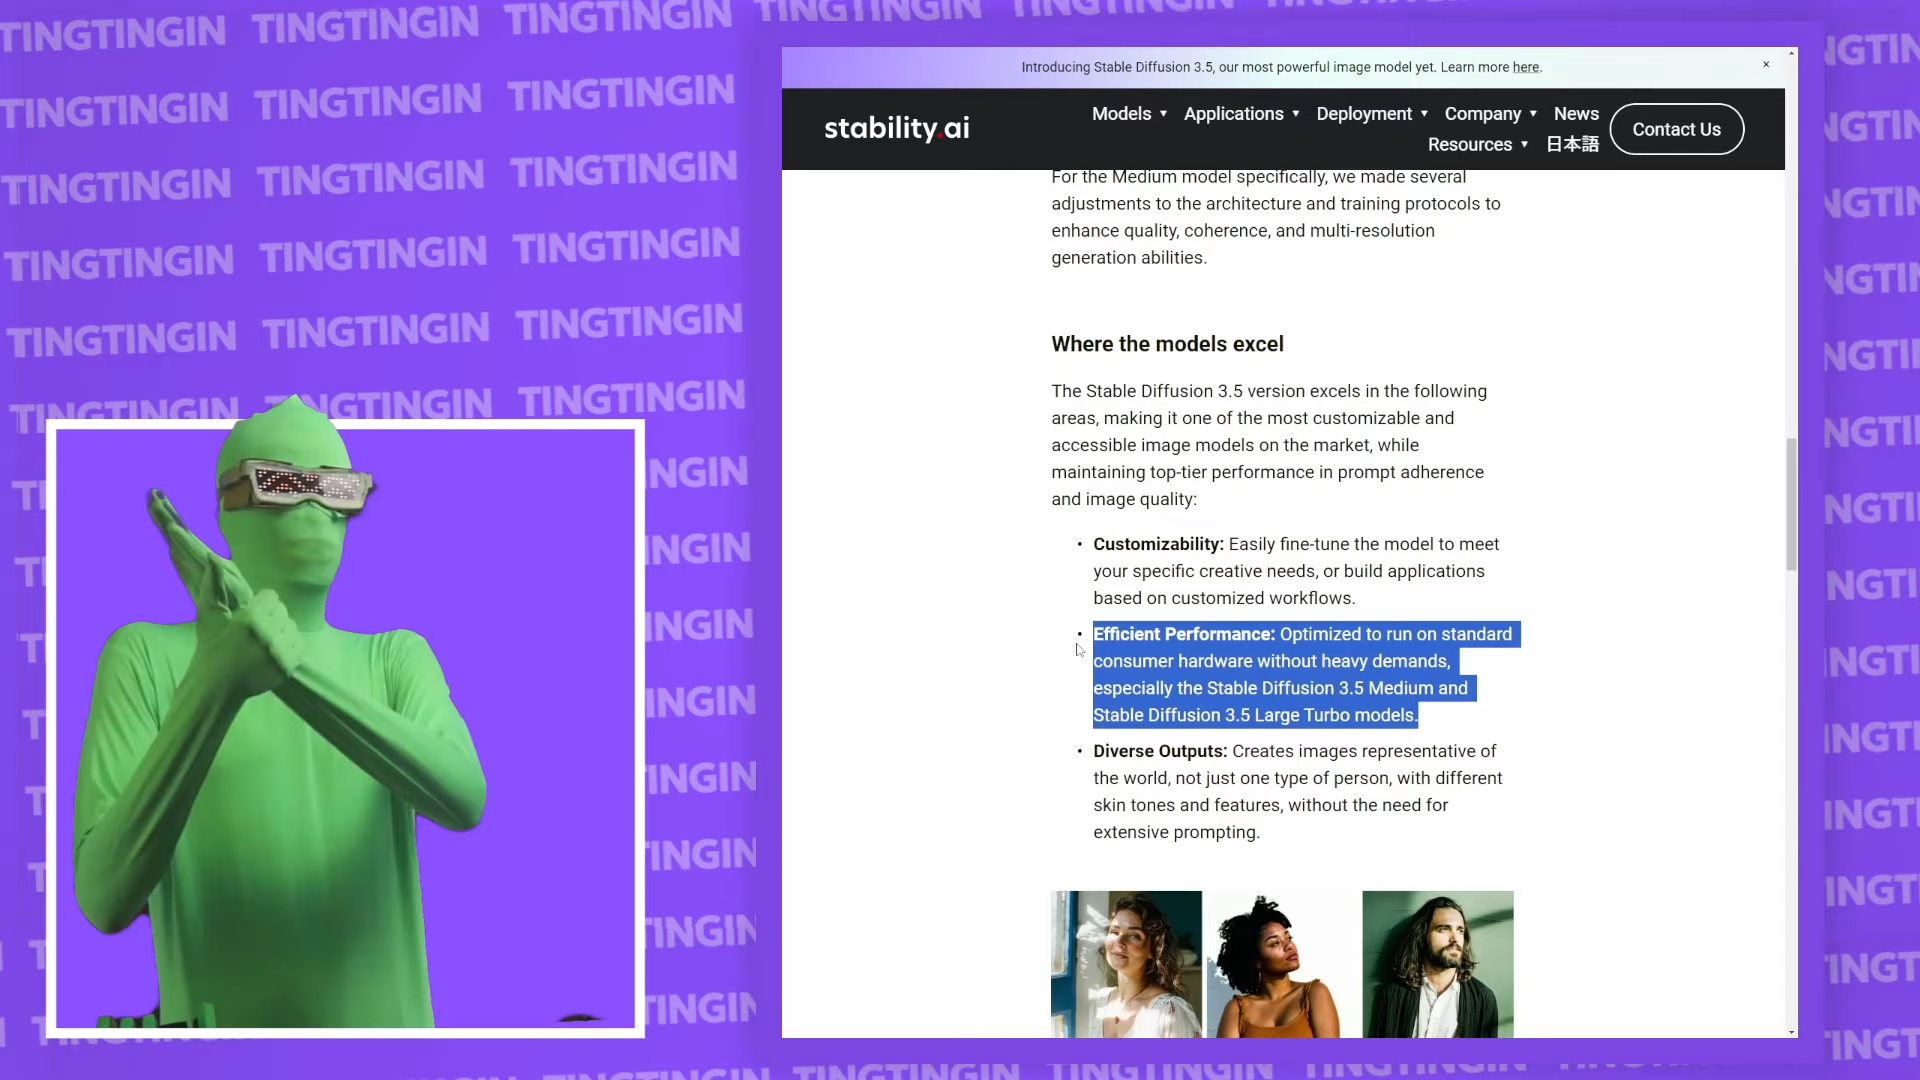 TINGTINGIN TINGTINGIN TINGTINGIN TINGTINGIN TINGTINGIN
TINGTINGIN TINGTINGIN TINGTINGIN
TINGTINGIN TINGTINGIN TINGTINGIN
TINGTINGIN TINGTINGIN TINGTINGIN
TINGTINGIN TINGTINGIN TINGTINGIN
TINGTINGIN
Introducing Stable Diffusion 3.5, our most powerful image model yet. Learn more here.
×
stability.ai
Models ▾ Applications ▾ Deployment ▾ Company ▾ News
Resources ▾ 日本語
Contact Us
For the Medium model specifically, we made several
adjustments to the architecture and training protocols to
enhance quality, coherence, and multi-resolution
generation abilities.
Where the models excel
The Stable Diffusion 3.5 version excels in the following
areas, making it one of the most customizable and
accessible image models on the market, while
maintaining top-tier performance in prompt adherence
and image quality:
• Customizability: Easily fine-tune the model to meet
your specific creative needs, or build applications
based on customized workflows.
• Efficient Performance: Optimized to run on standard
consumer hardware without heavy demands,
especially the Stable Diffusion 3.5 Medium and
Stable Diffusion 3.5 Large Turbo models.
• Diverse Outputs: Creates images representative of
the world, not just one type of person, with different
skin tones and features, without the need for
extensive prompting.